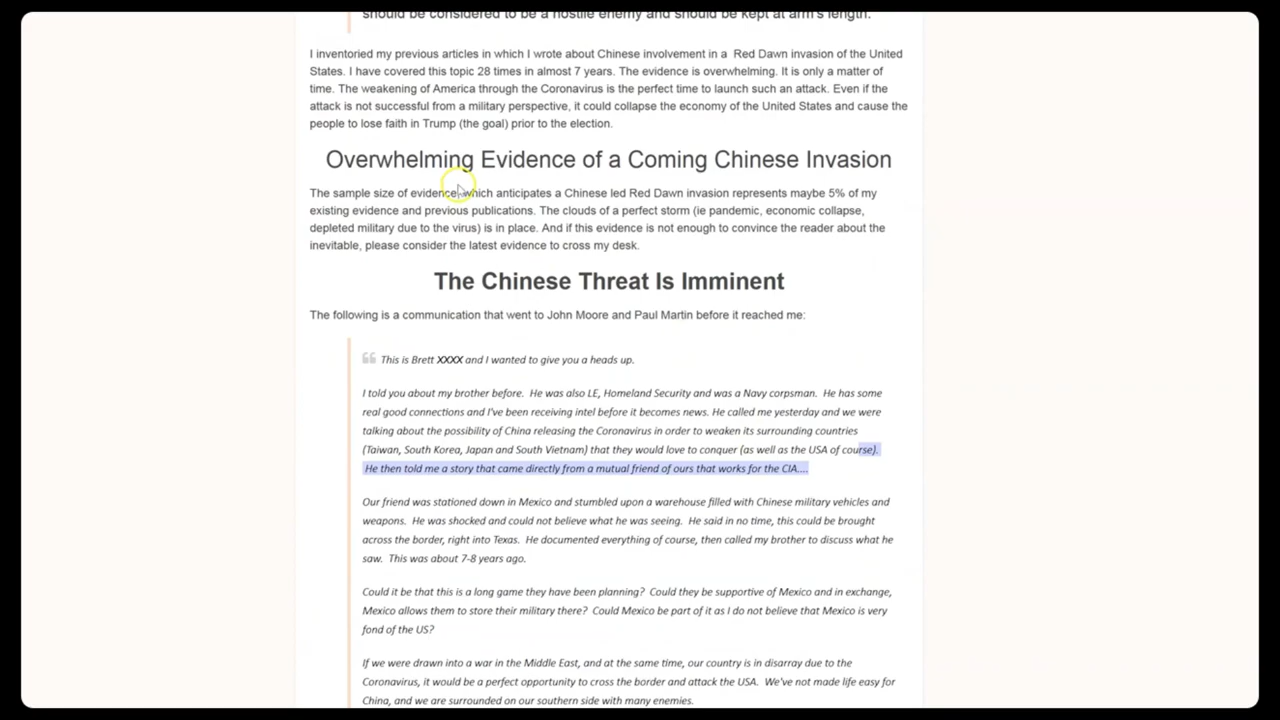 should be considered to be a hostile enemy and should be kept at arm's length.
I inventoried my previous articles in which I wrote about Chinese involvement in a  Red Dawn invasion of the United
States. I have covered this topic 28 times in almost 7 years. The evidence is overwhelming. It is only a matter of
time. The weakening of America through the Coronavirus is the perfect time to launch such an attack. Even if the
attack is not successful from a military perspective, it could collapse the economy of the United States and cause the
people to lose faith in Trump (the goal) prior to the election.
Overwhelming Evidence of a Coming Chinese Invasion
The sample size of evidence which anticipates a Chinese led Red Dawn invasion represents maybe 5% of my
existing evidence and previous publications. The clouds of a perfect storm (ie pandemic, economic collapse,
depleted military due to the virus) is in place. And if this evidence is not enough to convince the reader about the
inevitable, please consider the latest evidence to cross my desk.
The Chinese Threat Is Imminent
The following is a communication that went to John Moore and Paul Martin before it reached me:
This is Brett XXXX and I wanted to give you a heads up.
I told you about my brother before.  He was also LE, Homeland Security and was a Navy corpsman.  He has some
real good connections and I've been receiving intel before it becomes news. He called me yesterday and we were
talking about the possibility of China releasing the Coronavirus in order to weaken its surrounding countries
(Taiwan, South Korea, Japan and South Vietnam) that they would love to conquer (as well as the USA of course).
He then told me a story that came directly from a mutual friend of ours that works for the CIA....
Our friend was stationed down in Mexico and stumbled upon a warehouse filled with Chinese military vehicles and
weapons.  He was shocked and could not believe what he was seeing.  He said in no time, this could be brought
across the border, right into Texas.  He documented everything of course, then called my brother to discuss what he
saw.  This was about 7-8 years ago.
Could it be that this is a long game they have been planning?  Could they be supportive of Mexico and in exchange,
Mexico allows them to store their military there?  Could Mexico be part of it as I do not believe that Mexico is very
fond of the US?
If we were drawn into a war in the Middle East, and at the same time, our country is in disarray due to the
Coronavirus, it would be a perfect opportunity to cross the border and attack the USA.  We've not made life easy for
China, and we are surrounded on our southern side with many enemies.